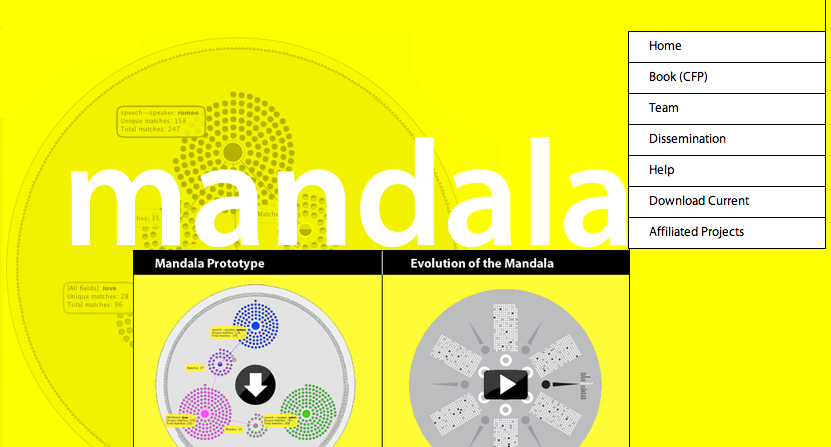 Home
Book (CFP)
Team
Dissemination
Help
Download Current
Affiliated Projects
speech--speaker: romeo
Unique matches: 158
Total matches: 247
mandala
(All fields): love
Unique matches: 28
Total matches: 96
Mandala Prototype
Evolution of the Mandala